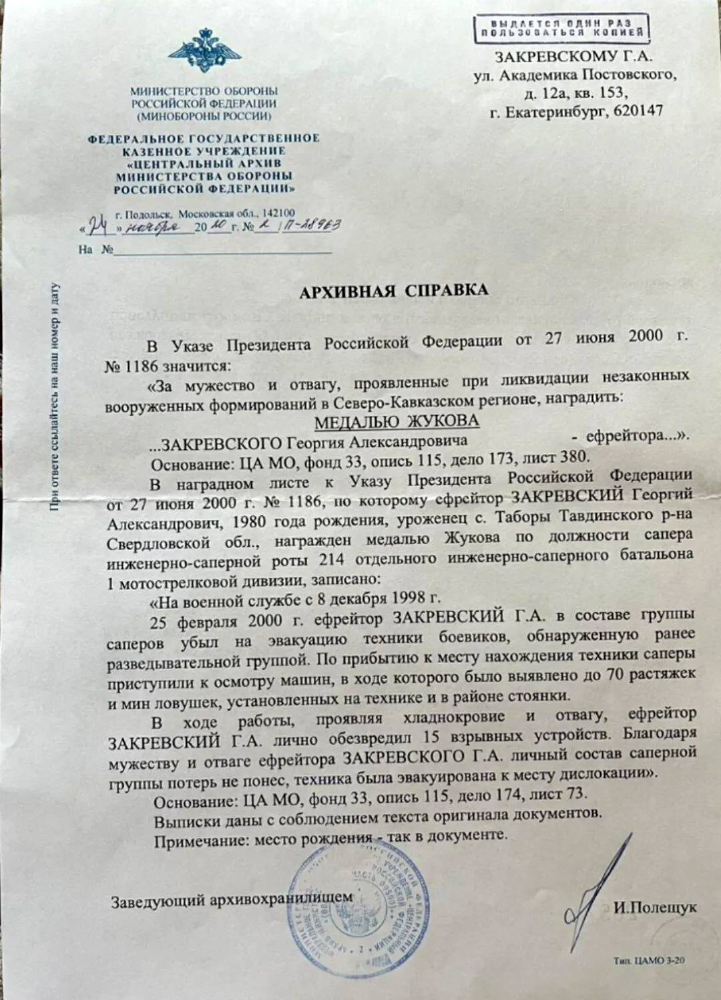 ВЫДАЕТСЯ ОДИН РАЗ
ПОЛЬЗОВАТЬСЯ КОПИЕЙ
ЗАКРЕВСКОМУ Г.А.
ул. Академика Постовского,
д. 12а, кв. 153,
г. Екатеринбург, 620147
МИНИСТЕРСТВО ОБОРОНЫ
РОССИЙСКОЙ ФЕДЕРАЦИИ
(МИНОБОРОНЫ РОССИИ)
ФЕДЕРАЛЬНОЕ ГОСУДАРСТВЕННОЕ
КАЗЕННОЕ УЧРЕЖДЕНИЕ
«ЦЕНТРАЛЬНЫЙ АРХИВ
МИНИСТЕРСТВА ОБОРОНЫ
РОССИЙСКОЙ ФЕДЕРАЦИИ»
г. Подольск, Московская обл., 142100
«24» ноября 2020 г. № 2/П-28963
На №
При ответе ссылайтесь на наш номер и дату
АРХИВНАЯ СПРАВКА
В Указе Президента Российской Федерации от 27 июня 2000 г.
№ 1186 значится:
«За мужество и отвагу, проявленные при ликвидации незаконных
вооруженных формирований в Северо-Кавказском регионе, наградить:
МЕДАЛЬЮ ЖУКОВА
...ЗАКРЕВСКОГО Георгия Александровича - ефрейтора...».
Основание: ЦА МО, фонд 33, опись 115, дело 173, лист 380.
В наградном листе к Указу Президента Российской Федерации
от 27 июня 2000 г. № 1186, по которому ефрейтор ЗАКРЕВСКИЙ Георгий
Александрович, 1980 года рождения, уроженец с. Таборы Тавдинского р-на
Свердловской обл., награжден медалью Жукова по должности сапера
инженерно-саперной роты 214 отдельного инженерно-саперного батальона
1 мотострелковой дивизии, записано:
«На военной службе с 8 декабря 1998 г.
25 февраля 2000 г. ефрейтор ЗАКРЕВСКИЙ Г.А. в составе группы
саперов убыл на эвакуацию техники боевиков, обнаруженную ранее
разведывательной группой. По прибытию к месту нахождения техники саперы
приступили к осмотру машин, в ходе которого было выявлено до 70 растяжек
и мин ловушек, установленных на технике и в районе стоянки.
В ходе работы, проявляя хладнокровие и отвагу, ефрейтор
ЗАКРЕВСКИЙ Г.А. лично обезвредил 15 взрывных устройств. Благодаря
мужеству и отваге ефрейтора ЗАКРЕВСКОГО Г.А. личный состав саперной
группы потерь не понес, техника была эвакуирована к месту дислокации».
Основание: ЦА МО, фонд 33, опись 115, дело 174, лист 73.
Выписки даны с соблюдением текста оригинала документов.
Примечание: место рождения - так в документе.
Заведующий архивохранилищем
И.Полещук
Тип. ЦАМО 3-20